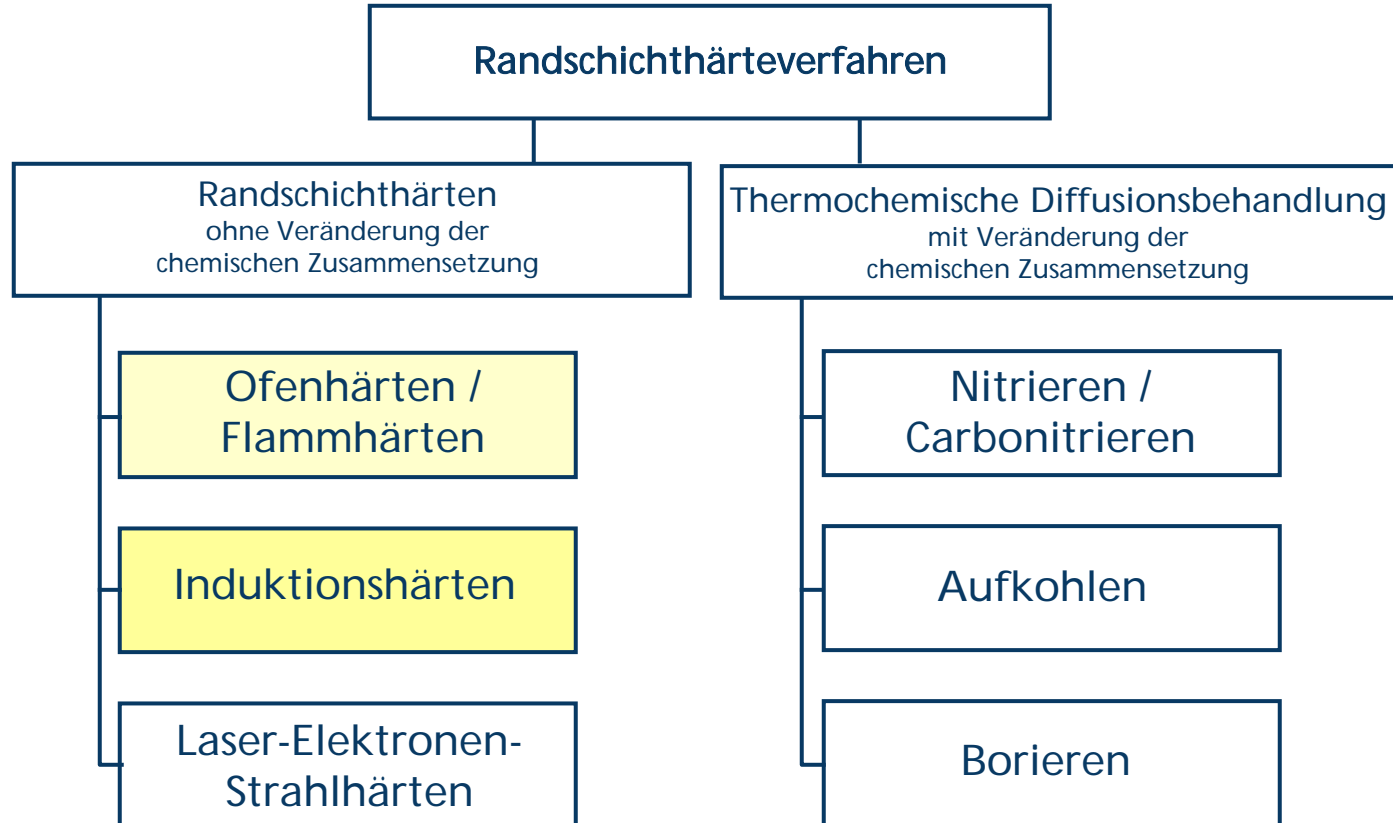 Randschichthärteverfahren
Randschichthärten
ohne Veränderung der
chemischen Zusammensetzung
Thermochemische Diffusionsbehandlung
mit Veränderung der
chemischen Zusammensetzung
Ofenhärten /
Flammhärten
Nitrieren /
Carbonitrieren
Induktionshärten
Aufkohlen
Laser-Elektronen-
Strahlhärten
Borieren